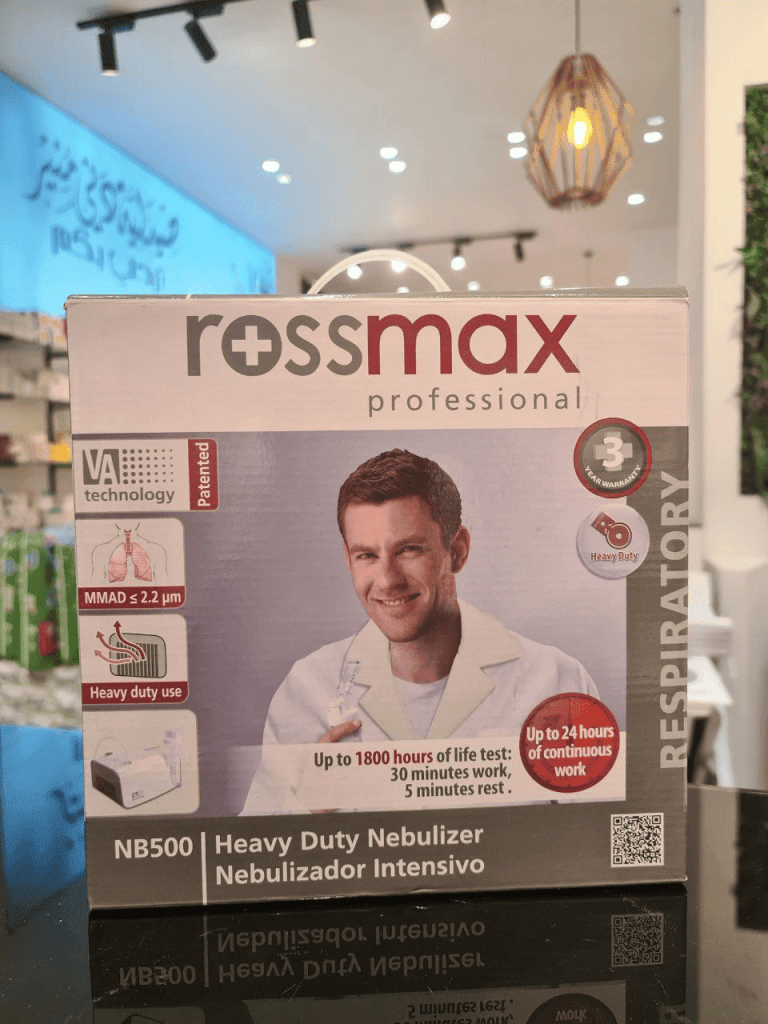 rossmax
professional
VA
technology
Patented
3
YEAR WARRANTY
Heavy Duty
MMAD ≤ 2.2 µm
Heavy duty use
RESPIRATORY
Up to 24 hours
of continuous
work
Up to 1800 hours of life test:
30 minutes work,
5 minutes rest .
NB500
Heavy Duty Nebulizer
Nebulizador Intensivo